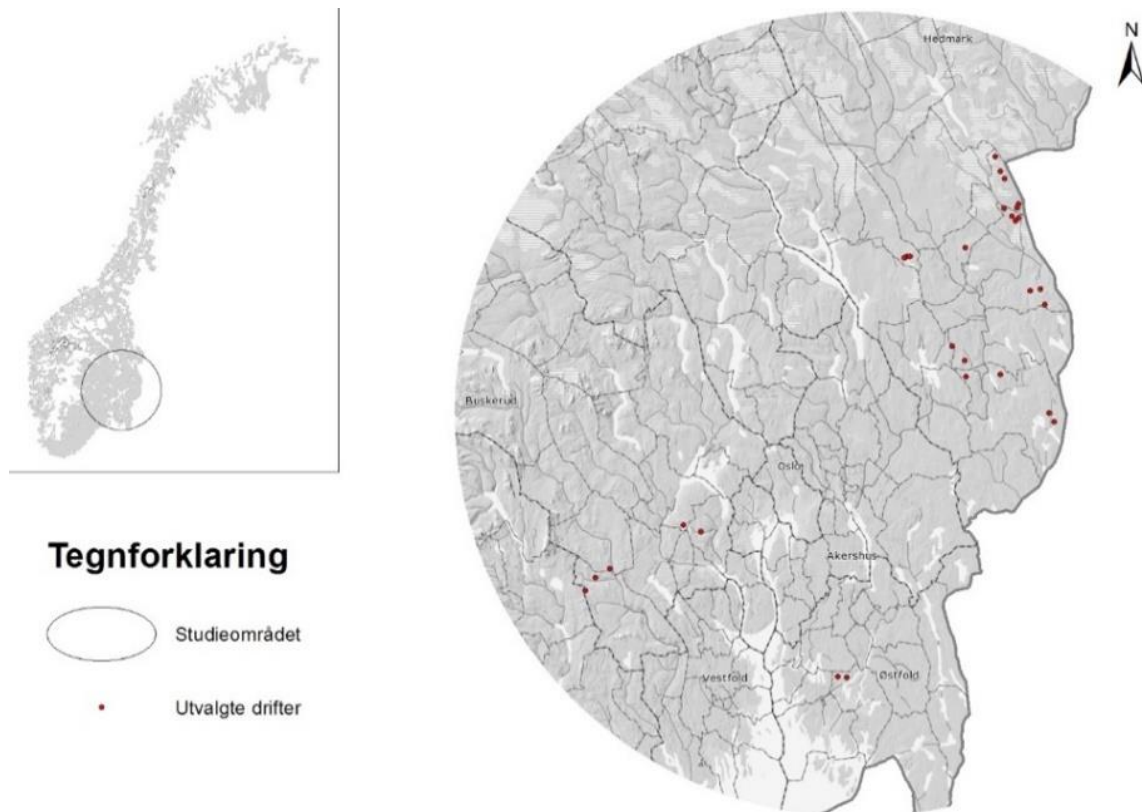 Hedmark
N
Buskerud
Oslo
Akershus
Vestfold
Østfold
Tegnforklaring
Studieområdet
Utvalgte drifter